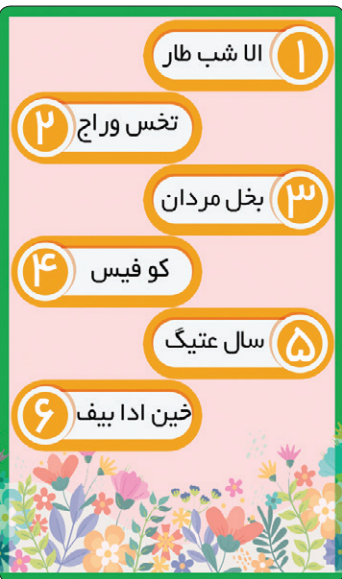 ۱ الا شب طار
۲ تخس وراج
۳ بخل مردان
۴ کو فیس
۵ سال عتیگ
۶ خین ادا بیف